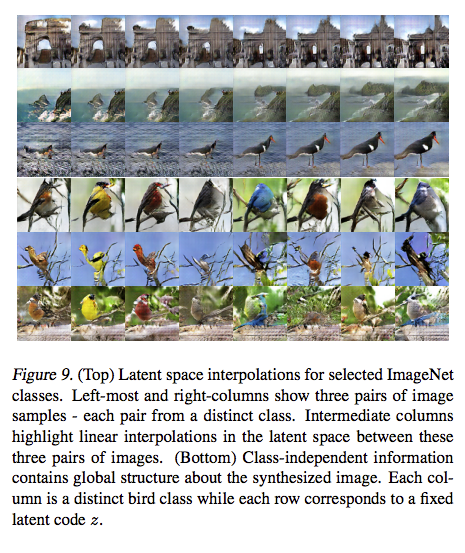 Figure 9. (Top) Latent space interpolations for selected ImageNet
classes. Left-most and right-columns show three pairs of image
samples - each pair from a distinct class. Intermediate columns
highlight linear interpolations in the latent space between these
three pairs of images. (Bottom) Class-independent information
contains global structure about the synthesized image. Each col-
umn is a distinct bird class while each row corresponds to a fixed
latent code z.